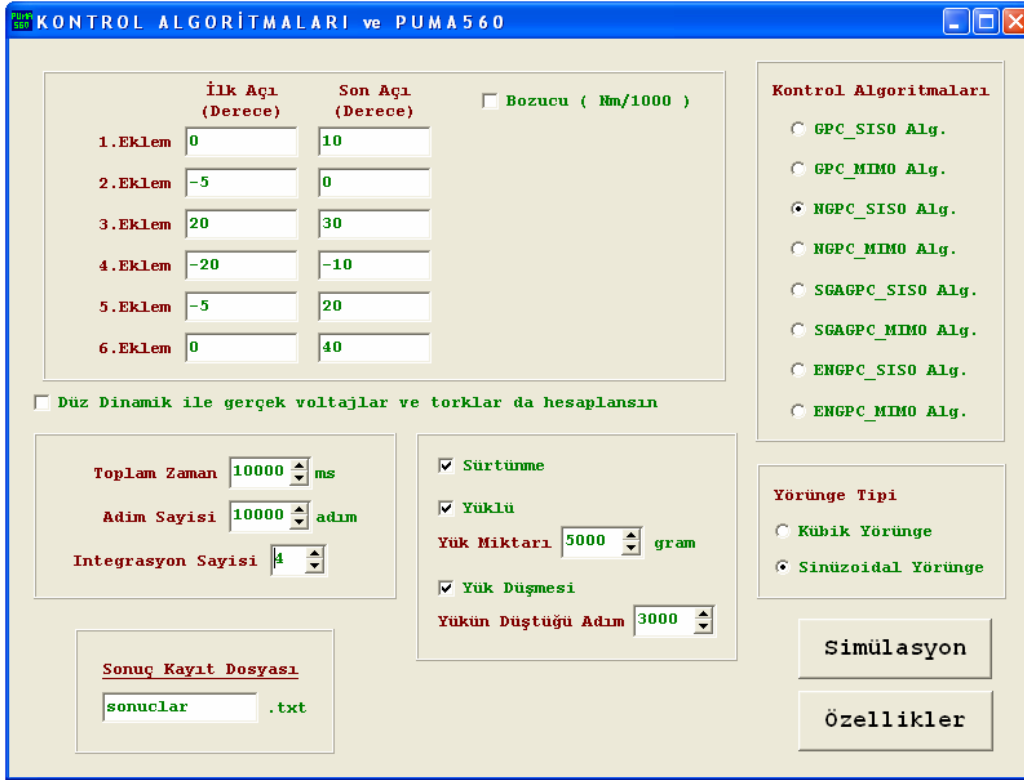 PUMA 560 KONTROL ALGORİTMALARI ve PUMA560
İlk Açı Son Açı
(Derece) (Derece)
Bozucu ( Nm/1000 )
1.Eklem 0 10
2.Eklem -5 0
3.Eklem 20 30
4.Eklem -20 -10
5.Eklem -5 20
6.Eklem 0 40
Kontrol Algoritmaları
GPC_SISO Alg.
GPC_MIMO Alg.
NGPC_SISO Alg.
NGPC_MIMO Alg.
SGAGPC_SISO Alg.
SGAGPC_MIMO Alg.
ENGPC_SISO Alg.
ENGPC_MIMO Alg.
Düz Dinamik ile gerçek voltajlar ve torklar da hesaplansın
Toplam Zaman 10000 ms
Adim Sayisi 10000 adım
Integrasyon Sayisi 4
Sürtünme
Yüklü
Yük Miktarı 5000 gram
Yük Düşmesi
Yükün Düştüğü Adım 3000
Yörünge Tipi
Kübik Yörünge
Sinüzoidal Yörünge
Sonuç Kayıt Dosyası
sonuclar .txt
Simülasyon
Özellikler